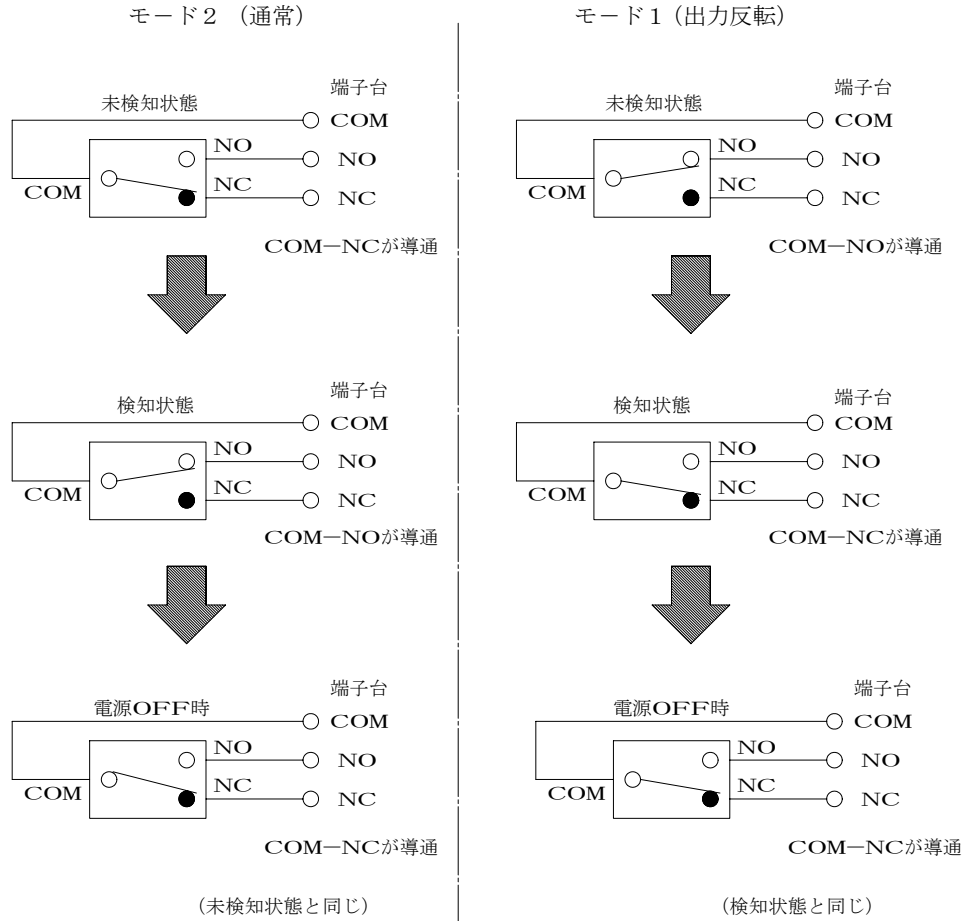 モード２ （通常）
端子台
未検知状態
COM
NO
NO
COM
NC
NC
COM－NCが導通
端子台
検知状態
COM
NO
NO
COM
NC
NC
COM－NOが導通
端子台
電源OFF時
COM
NO
NO
COM
NC
NC
COM－NCが導通
（未検知状態と同じ）
モード１（出力反転）
端子台
未検知状態
COM
NO
NO
COM
NC
NC
COM－NOが導通
端子台
検知状態
COM
NO
NO
COM
NC
NC
COM－NCが導通
端子台
電源OFF時
COM
NO
NO
COM
NC
NC
COM－NCが導通
（検知状態と同じ）